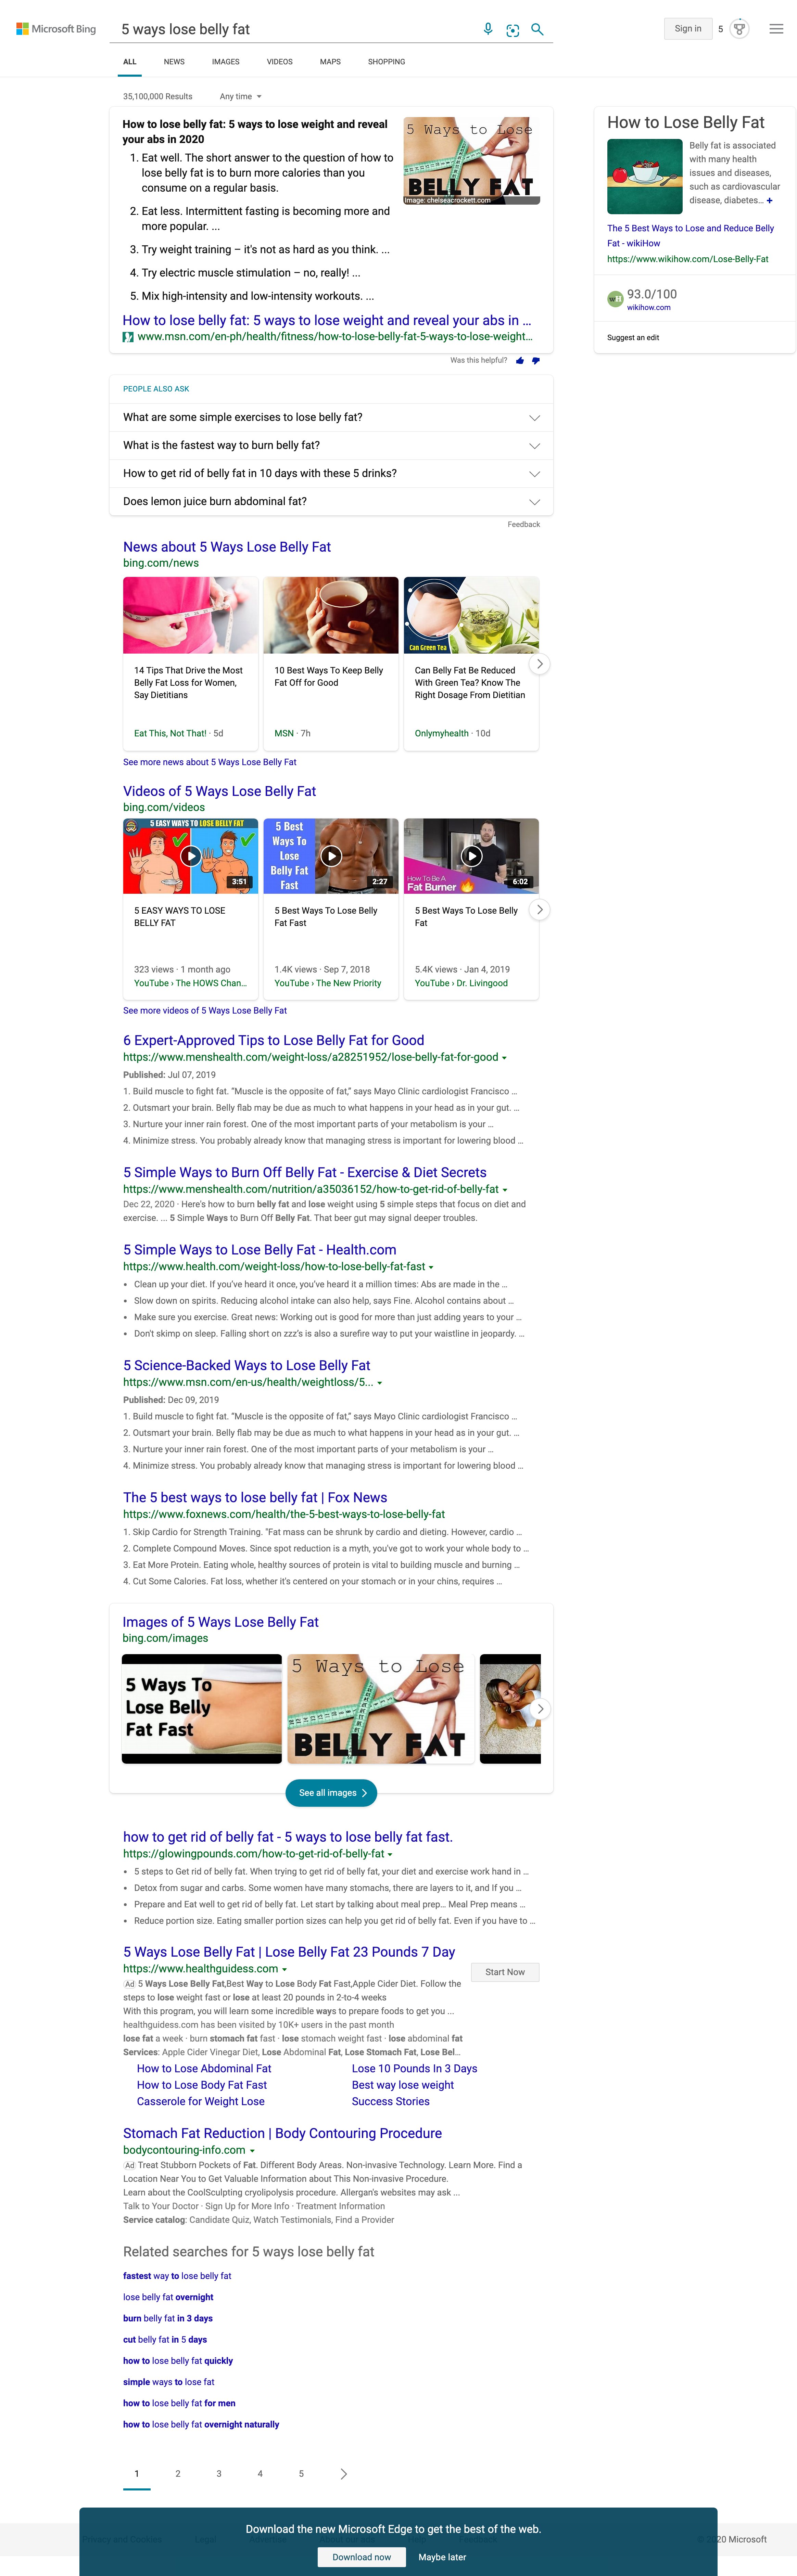 Microsoft Bing
5 ways lose belly fat
Sign in
5
ALL
NEWS
IMAGES
VIDEOS
MAPS
SHOPPING
35,100,000 Results
Any time
How to lose belly fat: 5 ways to lose weight and reveal
your abs in 2020
1. Eat well. The short answer to the question of how to
lose belly fat is to burn more calories than you
consume on a regular basis.
2. Eat less. Intermittent fasting is becoming more and
more popular. ...
3. Try weight training – it's not as hard as you think. ...
4. Try electric muscle stimulation – no, really! ...
5. Mix high-intensity and low-intensity workouts. ...
5 Ways to Lose
BELLY FAT
Image: chelseacrockett.com
How to lose belly fat: 5 ways to lose weight and reveal your abs in ...
www.msn.com/en-ph/health/fitness/how-to-lose-belly-fat-5-ways-to-lose-weight...
Was this helpful?
How to Lose Belly Fat
Belly fat is associated
with many health
issues and diseases,
such as cardiovascular
disease, diabetes... +
The 5 Best Ways to Lose and Reduce Belly
Fat - wikiHow
https://www.wikihow.com/Lose-Belly-Fat
wH
93.0/100
wikihow.com
Suggest an edit
PEOPLE ALSO ASK
What are some simple exercises to lose belly fat?
What is the fastest way to burn belly fat?
How to get rid of belly fat in 10 days with these 5 drinks?
Does lemon juice burn abdominal fat?
Feedback
News about 5 Ways Lose Belly Fat
bing.com/news
Can Green Tea
14 Tips That Drive the Most
Belly Fat Loss for Women,
Say Dietitians
Eat This, Not That! · 5d
10 Best Ways To Keep Belly
Fat Off for Good
MSN · 7h
Can Belly Fat Be Reduced
With Green Tea? Know The
Right Dosage From Dietitian
Onlymyhealth · 10d
See more news about 5 Ways Lose Belly Fat
Videos of 5 Ways Lose Belly Fat
bing.com/videos
5 EASY WAYS TO LOSE BELLY FAT
3:51
5 EASY WAYS TO LOSE
BELLY FAT
323 views · 1 month ago
YouTube › The HOWS Chan...
5 Best
Ways To
Lose
Belly Fat
Fast
2:27
5 Best Ways To Lose Belly
Fat Fast
1.4K views · Sep 7, 2018
YouTube › The New Priority
How To Be A
Fat Burner
6:02
5 Best Ways To Lose Belly
Fat
5.4K views · Jan 4, 2019
YouTube › Dr. Livingood
See more videos of 5 Ways Lose Belly Fat
6 Expert-Approved Tips to Lose Belly Fat for Good
https://www.menshealth.com/weight-loss/a28251952/lose-belly-fat-for-good
Published: Jul 07, 2019
1. Build muscle to fight fat. “Muscle is the opposite of fat,” says Mayo Clinic cardiologist Francisco ...
2. Outsmart your brain. Belly flab may be due as much to what happens in your head as in your gut. ...
3. Nurture your inner rain forest. One of the most important parts of your metabolism is your ...
4. Minimize stress. You probably already know that managing stress is important for lowering blood ...
5 Simple Ways to Burn Off Belly Fat - Exercise & Diet Secrets
https://www.menshealth.com/nutrition/a35036152/how-to-get-rid-of-belly-fat
Dec 22, 2020 · Here's how to burn belly fat and lose weight using 5 simple steps that focus on diet and
exercise. ... 5 Simple Ways to Burn Off Belly Fat. That beer gut may signal deeper troubles.
5 Simple Ways to Lose Belly Fat - Health.com
https://www.health.com/weight-loss/how-to-lose-belly-fat-fast
• Clean up your diet. If you’ve heard it once, you’ve heard it a million times: Abs are made in the ...
• Slow down on spirits. Reducing alcohol intake can also help, says Fine. Alcohol contains about ...
• Make sure you exercise. Great news: Working out is good for more than just adding years to your ...
• Don't skimp on sleep. Falling short on zzz’s is also a surefire way to put your waistline in jeopardy. ...
5 Science-Backed Ways to Lose Belly Fat
https://www.msn.com/en-us/health/weightloss/5...
Published: Dec 09, 2019
1. Build muscle to fight fat. “Muscle is the opposite of fat,” says Mayo Clinic cardiologist Francisco ...
2. Outsmart your brain. Belly flab may be due as much to what happens in your head as in your gut. ...
3. Nurture your inner rain forest. One of the most important parts of your metabolism is your ...
4. Minimize stress. You probably already know that managing stress is important for lowering blood ...
The 5 best ways to lose belly fat | Fox News
https://www.foxnews.com/health/the-5-best-ways-to-lose-belly-fat
1. Skip Cardio for Strength Training. “Fat mass can be shrunk by cardio and dieting. However, cardio ...
2. Complete Compound Moves. Since spot reduction is a myth, you've got to work your whole body to ...
3. Eat More Protein. Eating whole, healthy sources of protein is vital to building muscle and burning ...
4. Cut Some Calories. Fat loss, whether it's centered on your stomach or in your chins, requires ...
Images of 5 Ways Lose Belly Fat
bing.com/images
5 Ways To
Lose Belly
Fat Fast
5 Ways to Lose
BELLY FAT
See all images
how to get rid of belly fat - 5 ways to lose belly fat fast.
https://glowingpounds.com/how-to-get-rid-of-belly-fat
• 5 steps to Get rid of belly fat. When trying to get rid of belly fat, your diet and exercise work hand in ...
• Detox from sugar and carbs. Some women have many stomachs, there are layers to it, and If you ...
• Prepare and Eat well to get rid of belly fat. Let start by talking about meal prep... Meal Prep means ...
• Reduce portion size. Eating smaller portion sizes can help you get rid of belly fat. Even if you have to ...
5 Ways Lose Belly Fat | Lose Belly Fat 23 Pounds 7 Day
https://www.healthguidess.com
Start Now
Ad 5 Ways Lose Belly Fat,Best Way to Lose Body Fat Fast,Apple Cider Diet. Follow the
steps to lose weight fast or lose at least 20 pounds in 2-to-4 weeks
With this program, you will learn some incredible ways to prepare foods to get you ...
healthguidess.com has been visited by 10K+ users in the past month
lose fat a week · burn stomach fat fast · lose stomach weight fast · lose abdominal fat
Services: Apple Cider Vinegar Diet, Lose Abdominal Fat, Lose Stomach Fat, Lose Bel...
How to Lose Abdominal Fat
Lose 10 Pounds In 3 Days
How to Lose Body Fat Fast
Best way lose weight
Casserole for Weight Lose
Success Stories
Stomach Fat Reduction | Body Contouring Procedure
bodycontouring-info.com
Ad Treat Stubborn Pockets of Fat. Different Body Areas. Non-invasive Technology. Learn More. Find a
Location Near You to Get Valuable Information about This Non-invasive Procedure.
Learn about the CoolSculpting cryolipolysis procedure. Allergan's websites may ask ...
Talk to Your Doctor · Sign Up for More Info · Treatment Information
Service catalog: Candidate Quiz, Watch Testimonials, Find a Provider
Related searches for 5 ways lose belly fat
fastest way to lose belly fat
lose belly fat overnight
burn belly fat in 3 days
cut belly fat in 5 days
how to lose belly fat quickly
simple ways to lose fat
how to lose belly fat for men
how to lose belly fat overnight naturally
1
2
3
4
5
Download the new Microsoft Edge to get the best of the web.
Privacy and Cookies
Legal
20 Microsoft
Download now
Maybe later